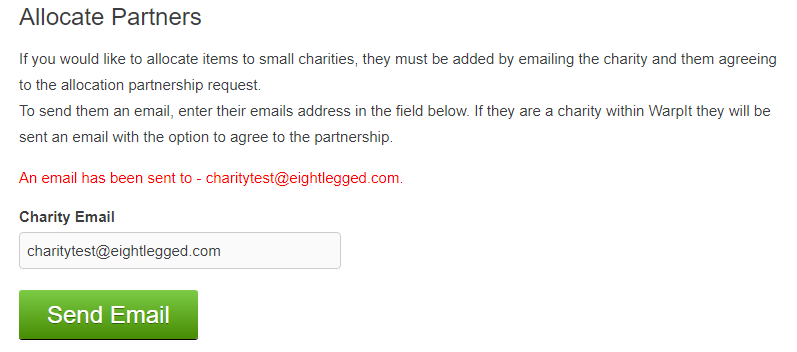 Allocate Partners
If you would like to allocate items to small charities, they must be added by emailing the charity and them agreeing
to the allocation partnership request.
To send them an email, enter their emails address in the field below. If they are a charity within WarpIt they will be
sent an email with the option to agree to the partnership.
An email has been sent to - charitytest@eightlegged.com.
Charity Email
charitytest@eightlegged.com
Send Email